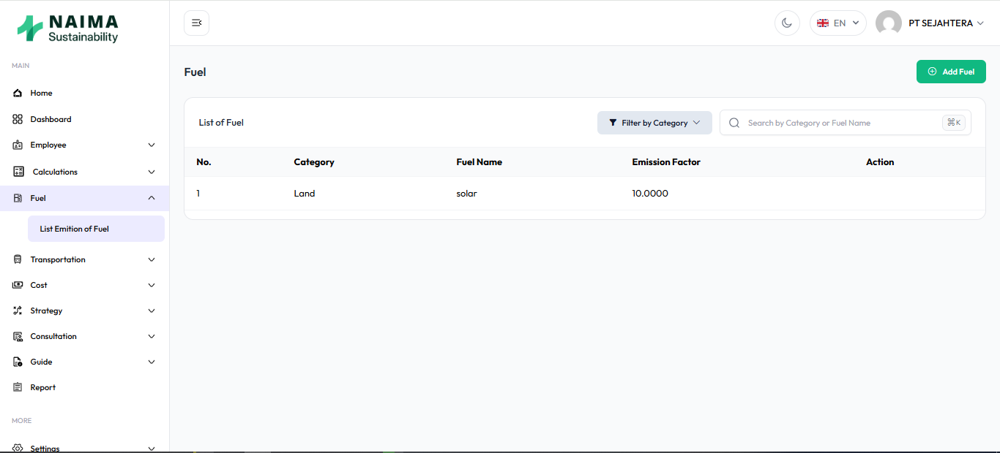 NAIMA
Sustainability
EN
PT SEJAHTERA
MAIN
Home
Dashboard
Employee
Calculations
Fuel
List Emition of Fuel
Transportation
Cost
Strategy
Consultation
Guide
Report
MORE
Settings
Fuel
Add Fuel
List of Fuel
Filter by Category
Search by Category or Fuel Name
⌘K
No. Category Fuel Name Emission Factor Action
1 Land solar 10.0000